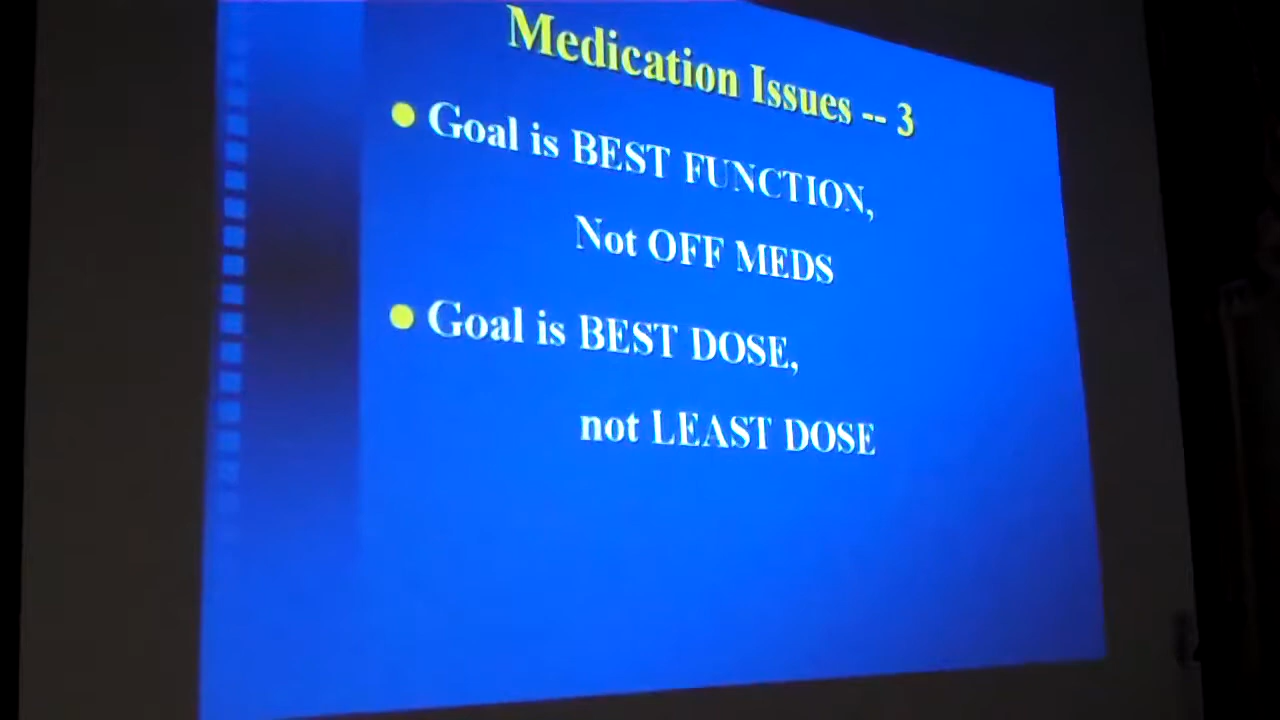 Medication Issues -- 3
Goal is BEST FUNCTION,
Not OFF MEDS
Goal is BEST DOSE,
not LEAST DOSE